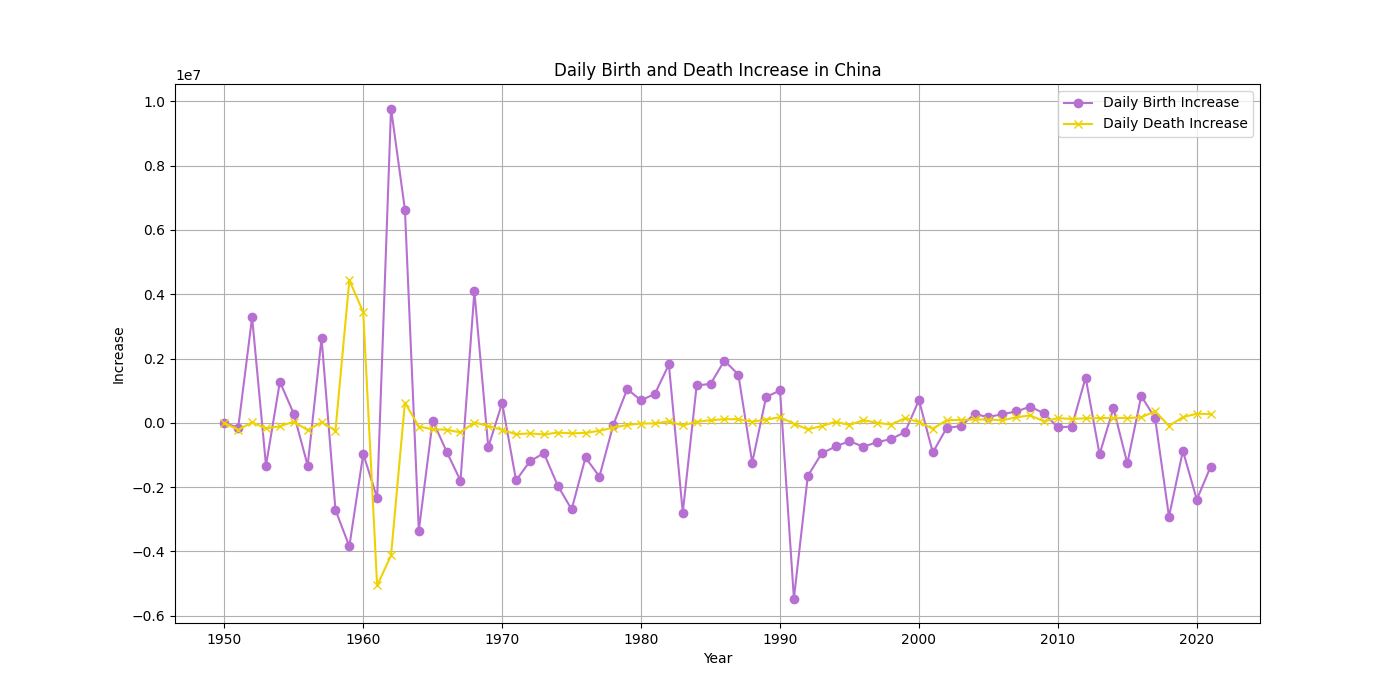 Daily Birth and Death Increase in China
1e7
1.0
0.8
0.6
0.4
0.2
0.0
−0.2
−0.4
−0.6
Increase
Daily Birth Increase
Daily Death Increase
1950 1960 1970 1980 1990 2000 2010 2020
Year